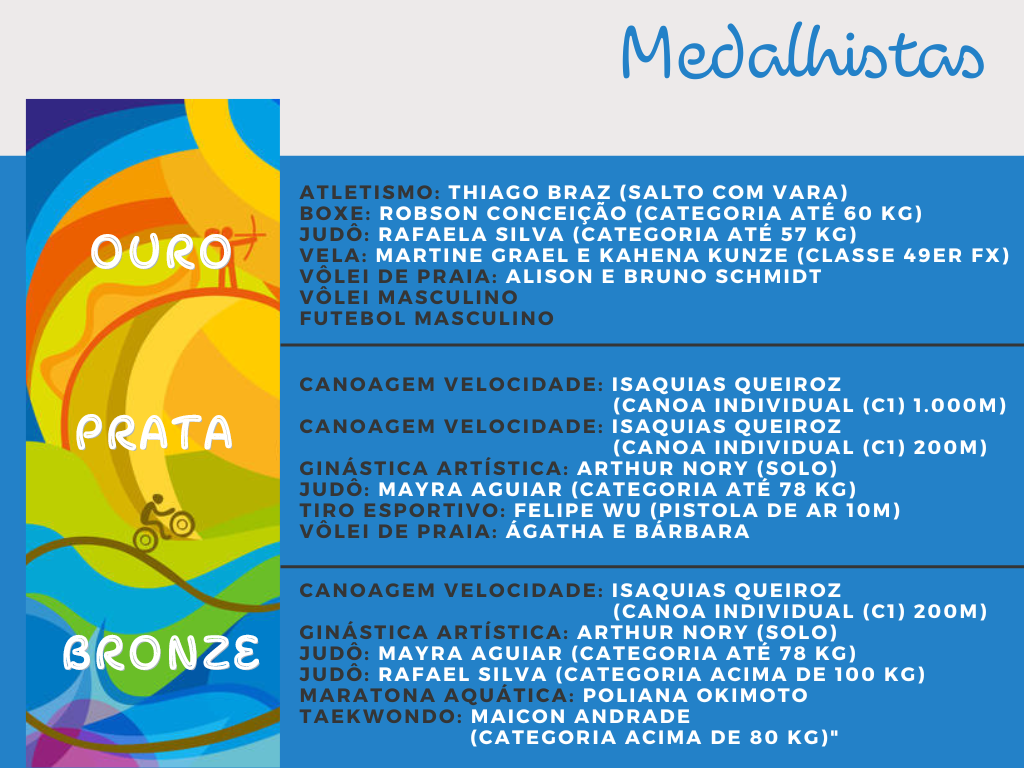 Medalhistas
OURO
ATLETISMO: THIAGO BRAZ (SALTO COM VARA)
BOXE: ROBSON CONCEIÇÃO (CATEGORIA ATÉ 60 KG)
JUDÔ: RAFAELA SILVA (CATEGORIA ATÉ 57 KG)
VELA: MARTINE GRAEL E KAHENA KUNZE (CLASSE 49ER FX)
VÔLEI DE PRAIA: ALISON E BRUNO SCHMIDT
VÔLEI MASCULINO
FUTEBOL MASCULINO
PRATA
CANOAGEM VELOCIDADE: ISAQUIAS QUEIROZ
(CANOA INDIVIDUAL (C1) 1.000M)
CANOAGEM VELOCIDADE: ISAQUIAS QUEIROZ
(CANOA INDIVIDUAL (C1) 200M)
GINÁSTICA ARTÍSTICA: ARTHUR NORY (SOLO)
JUDÔ: MAYRA AGUIAR (CATEGORIA ATÉ 78 KG)
TIRO ESPORTIVO: FELIPE WU (PISTOLA DE AR 10M)
VÔLEI DE PRAIA: ÁGATHA E BÁRBARA
BRONZE
CANOAGEM VELOCIDADE: ISAQUIAS QUEIROZ
(CANOA INDIVIDUAL (C1) 200M)
GINÁSTICA ARTÍSTICA: ARTHUR NORY (SOLO)
JUDÔ: MAYRA AGUIAR (CATEGORIA ATÉ 78 KG)
JUDÔ: RAFAEL SILVA (CATEGORIA ACIMA DE 100 KG)
MARATONA AQUÁTICA: POLIANA OKIMOTO
TAEKWONDO: MAICON ANDRADE
(CATEGORIA ACIMA DE 80 KG)"